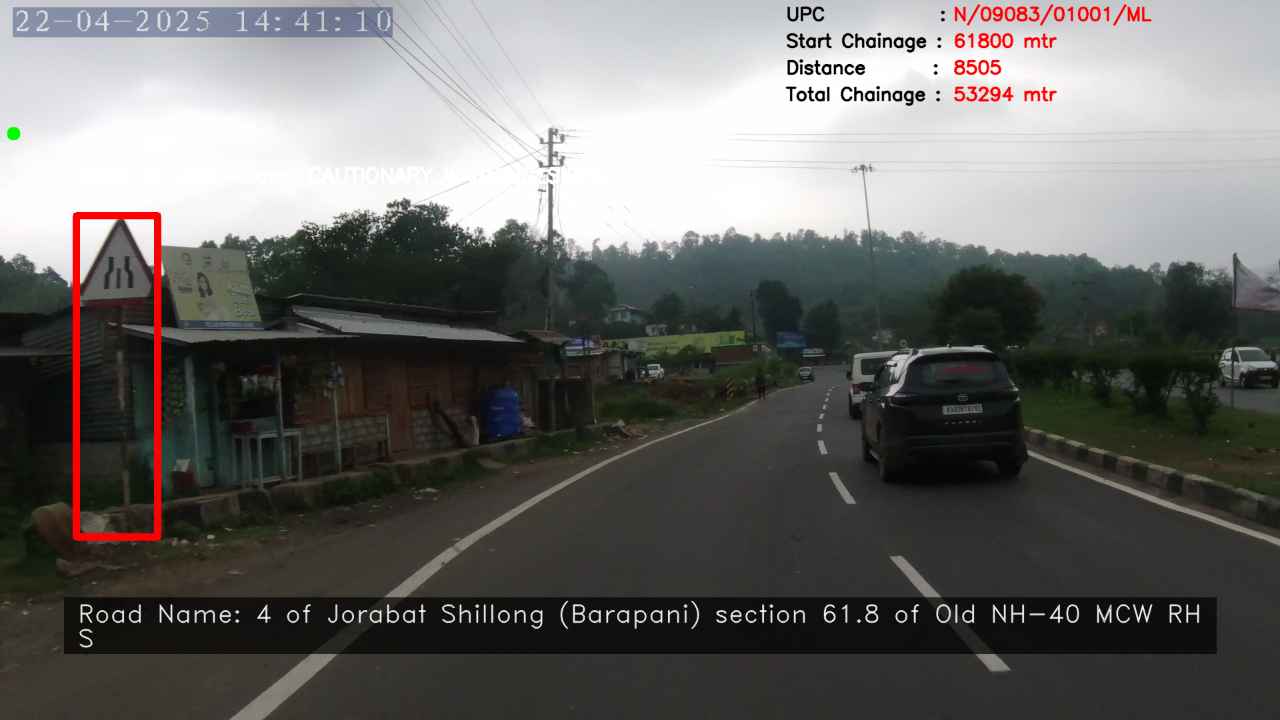 22-04-2025 14:41:10
UPC : N/09083/01001/ML
Start Chainage : 61800 mtr
Distance : 8505
Total Chainage : 53294 mtr
CAUTIONARY
Road Name: 4 of Jorabat Shillong (Barapani) section 61.8 of Old NH-40 MCW RH
S